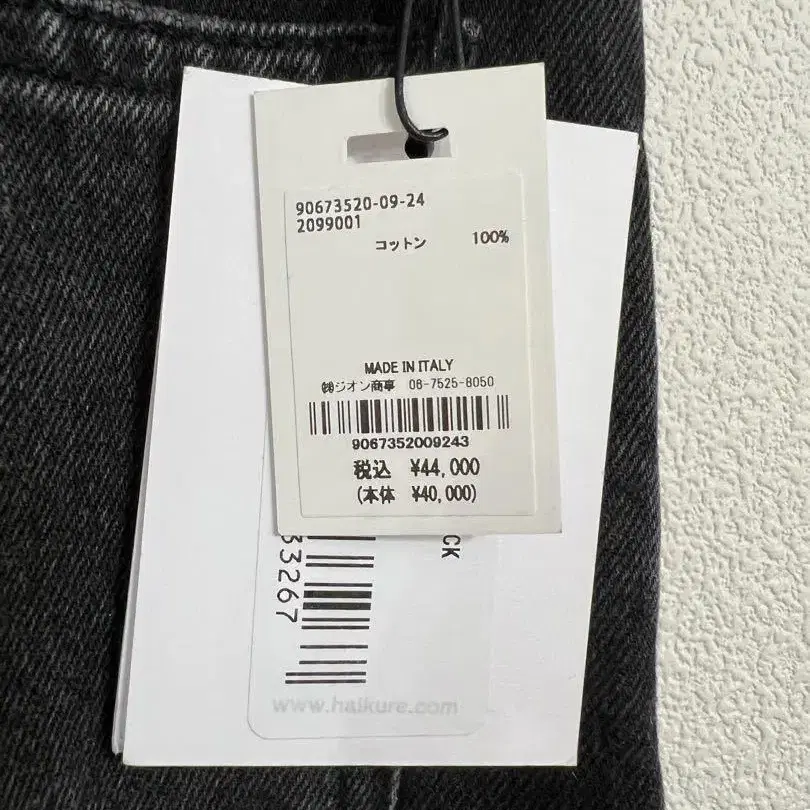 90673520-09-24
2099001
コットン 100%
MADE IN ITALY
㈱ジオン商事 06-7525-8050
9067352009243
税込 ¥44,000
(本体 ¥40,000)
CK
33267
www.haikure.com